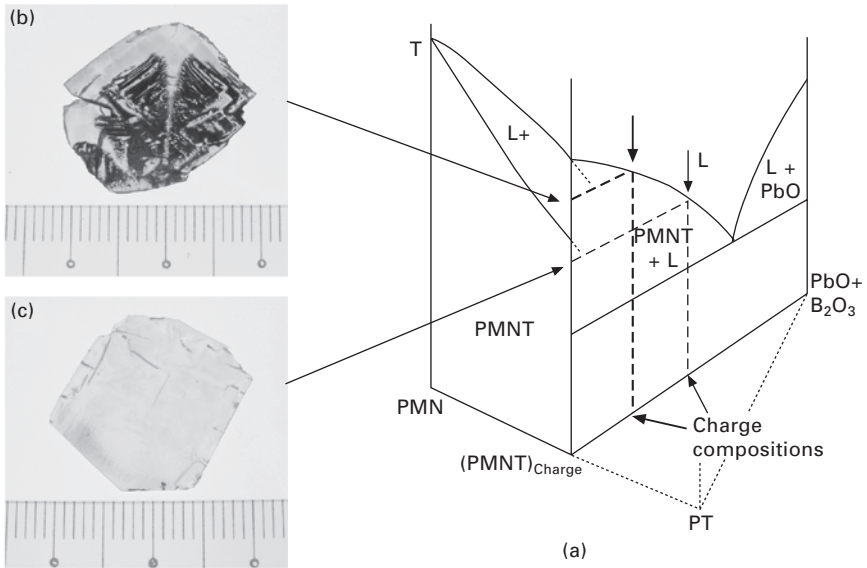 (b)
T
L+
L
L +
PbO
PMNT
+ L
PbO+
B₂O₃
(c)
PMNT
PMN
Charge
compositions
(PMNT)Charge
PT
(a)